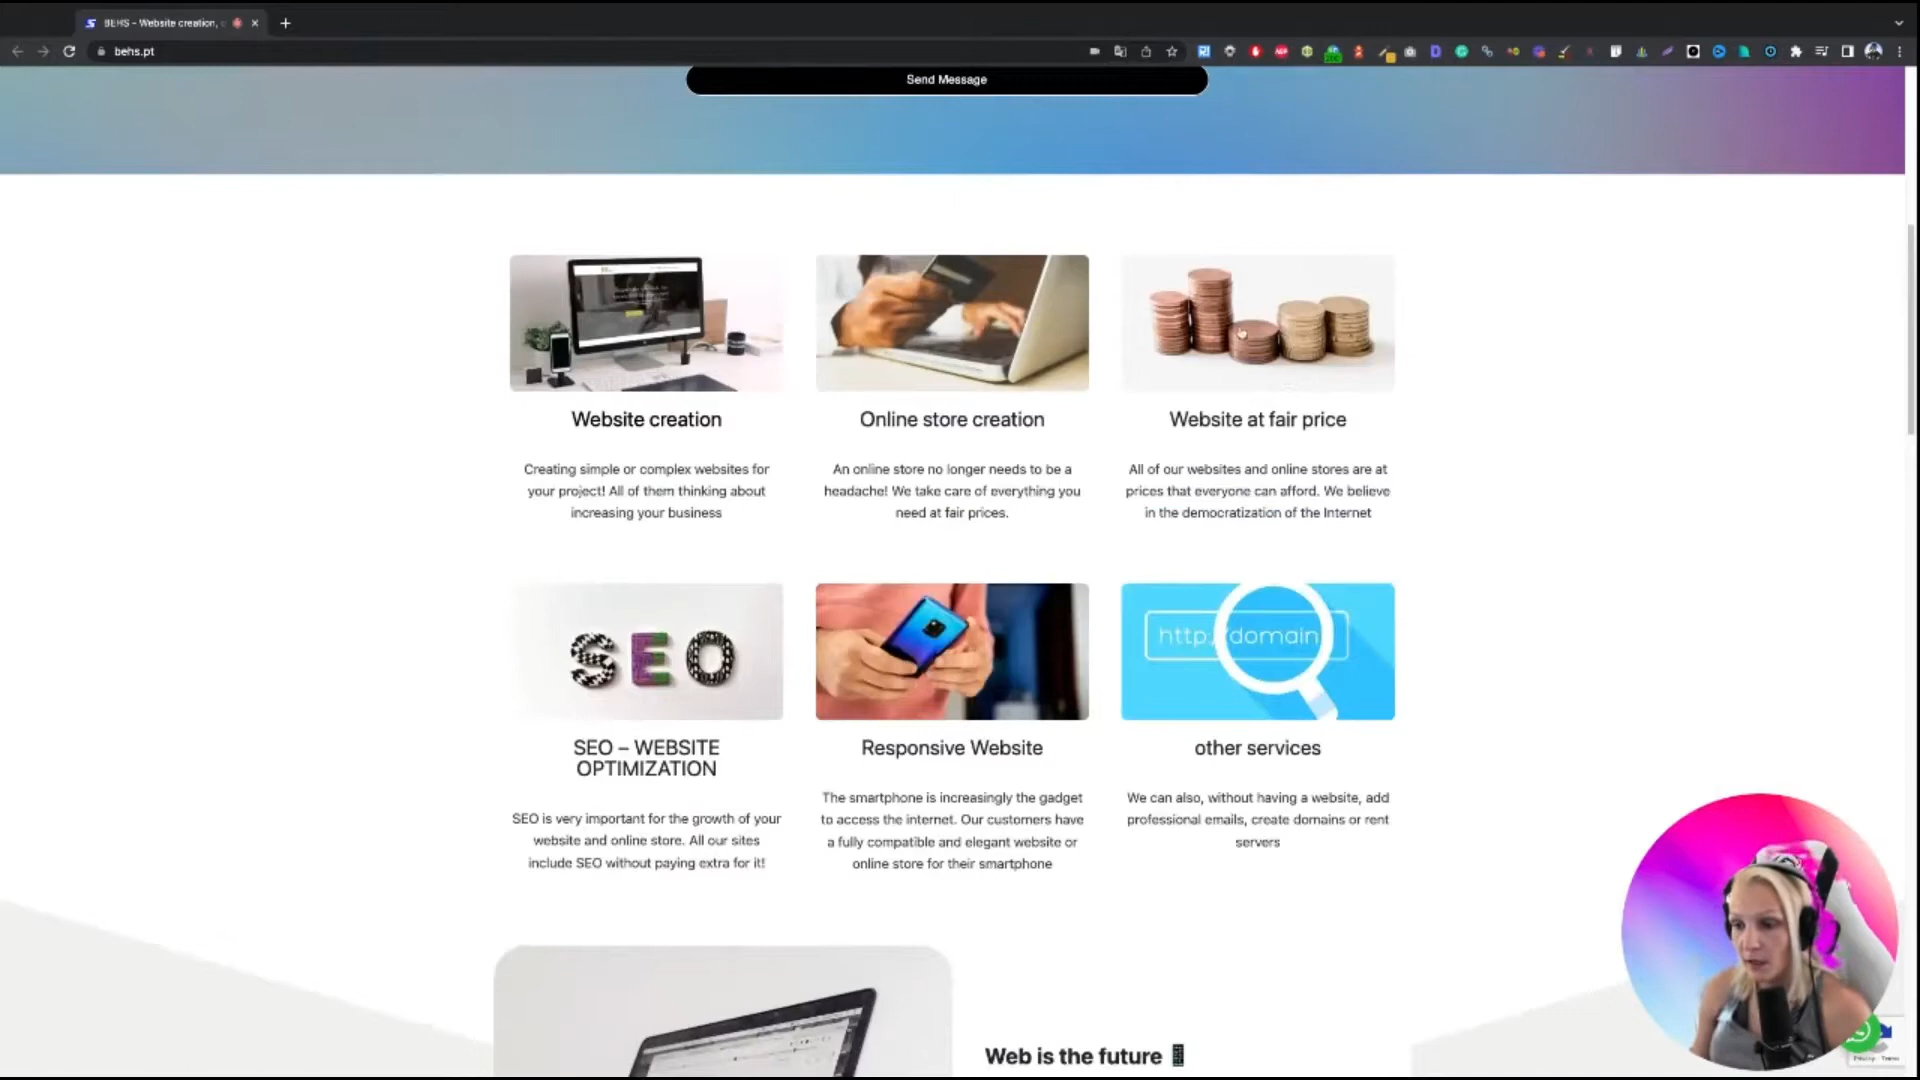 BEHS - Website creation,
behs.pt
Send Message
Website creation
Creating simple or complex websites for
your project! All of them thinking about
increasing your business
Online store creation
An online store no longer needs to be a
headache! We take care of everything you
need at fair prices.
Website at fair price
All of our websites and online stores are at
prices that everyone can afford. We believe
in the democratization of the Internet
SEO
http://domain
SEO – WEBSITE
OPTIMIZATION
SEO is very important for the growth of your
website and online store. All our sites
include SEO without paying extra for it!
Responsive Website
The smartphone is increasingly the gadget
to access the internet. Our customers have
a fully compatible and elegant website or
online store for their smartphone
other services
We can also, without having a website, add
professional emails, create domains or rent
servers
Web is the future
Privacy - Terms